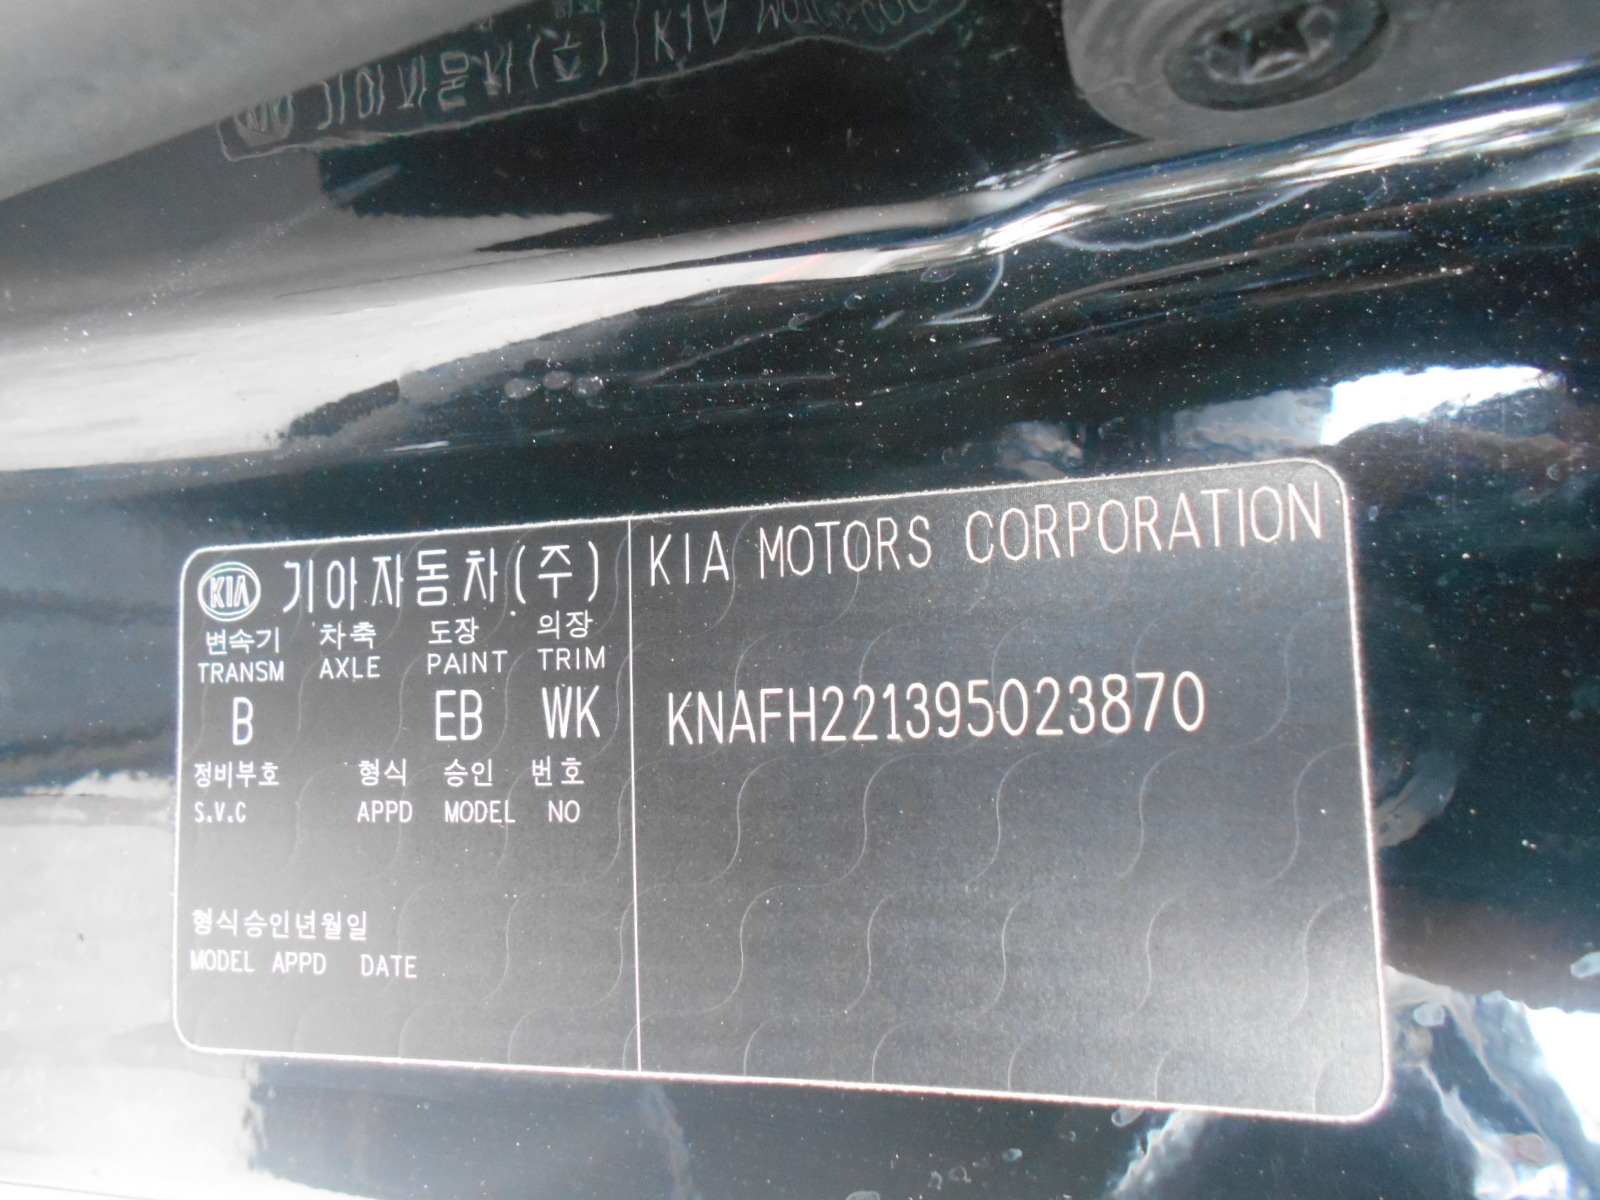 KIA 기아자동차(주)
변속기 차축 도장 의장
TRANSM AXLE PAINT TRIM
B EB WK
정비부호 형식 승인 번호
S.V.C APPD MODEL NO
형식승인년월일
MODEL APPD DATE
KIA MOTORS CORPORATION
KNAFH221395023870